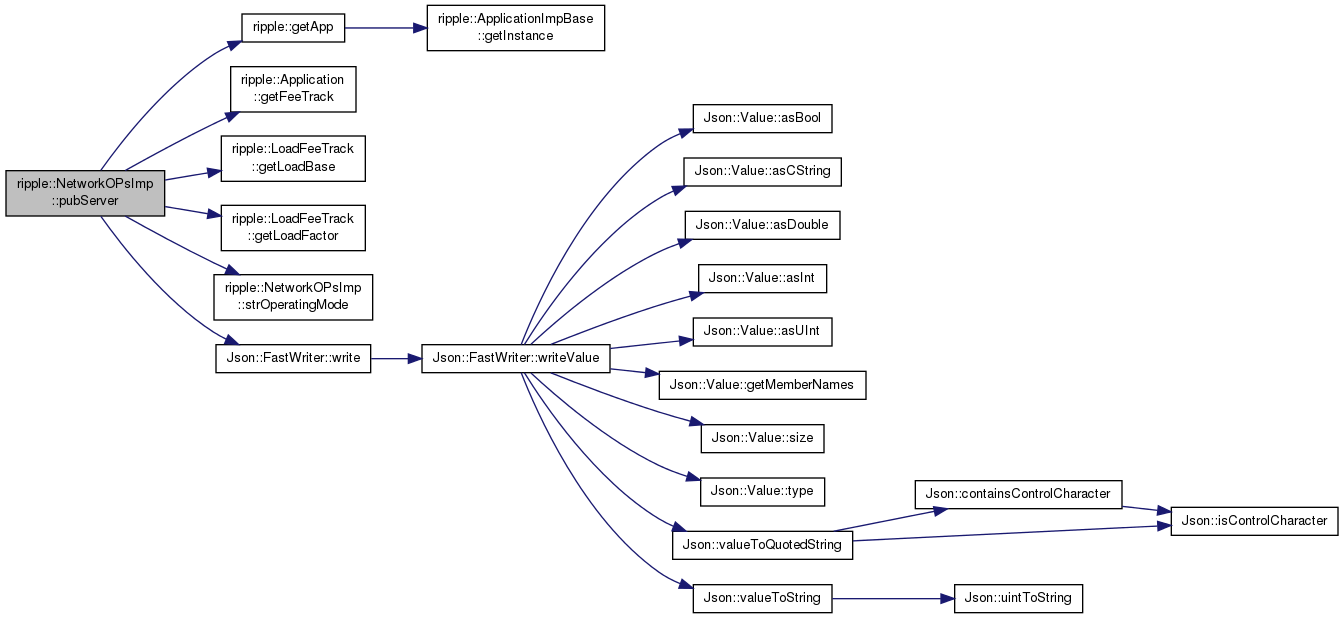 ripple::getApp
ripple::ApplicationImpBase
::getInstance
ripple::Application
::getFeeTrack
ripple::LoadFeeTrack
::getLoadBase
ripple::NetworkOPsImp
::pubServer
ripple::LoadFeeTrack
::getLoadFactor
ripple::NetworkOPsImp
::strOperatingMode
Json::FastWriter::write
Json::FastWriter::writeValue
Json::Value::asBool
Json::Value::asCString
Json::Value::asDouble
Json::Value::asInt
Json::Value::asUInt
Json::Value::getMemberNames
Json::Value::size
Json::Value::type
Json::valueToQuotedString
Json::containsControlCharacter
Json::isControlCharacter
Json::valueToString
Json::uintToString